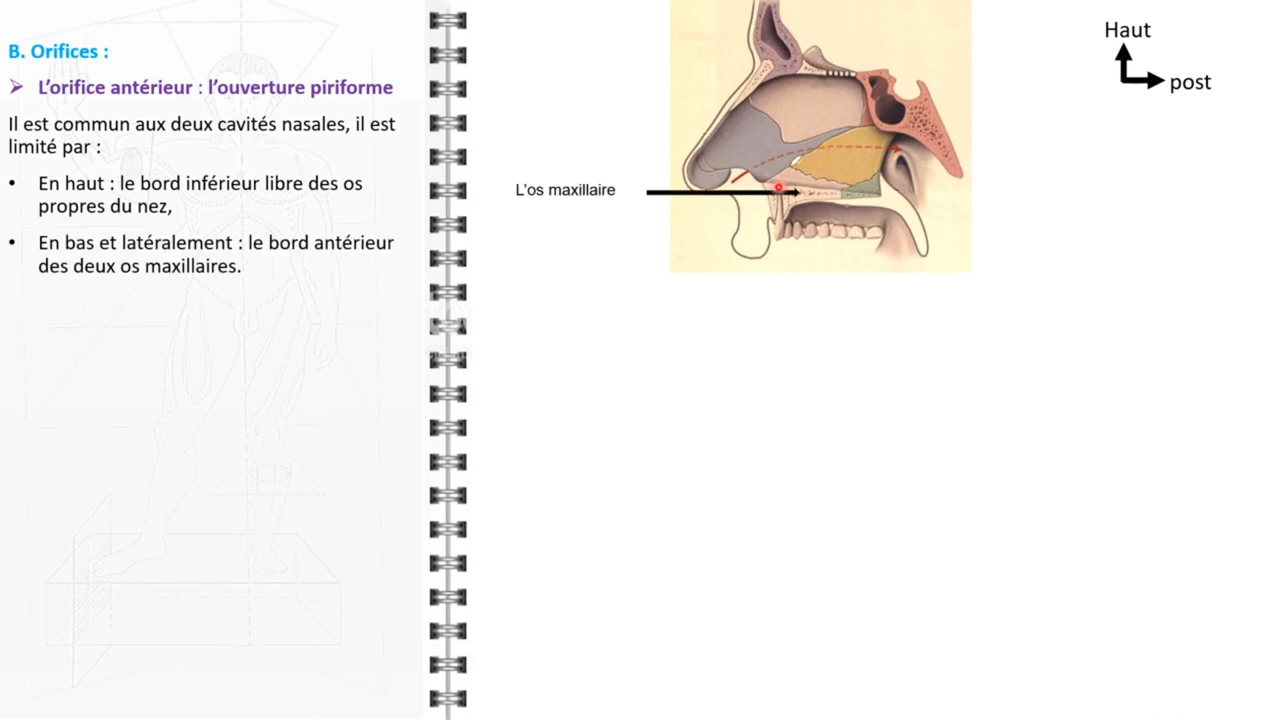 B. Orifices :
➢ L’orifice antérieur : l’ouverture piriforme
Il est commun aux deux cavités nasales, il est
limité par :
• En haut : le bord inférieur libre des os
propres du nez,
• En bas et latéralement : le bord antérieur
des deux os maxillaires.
L’os maxillaire
Haut
post